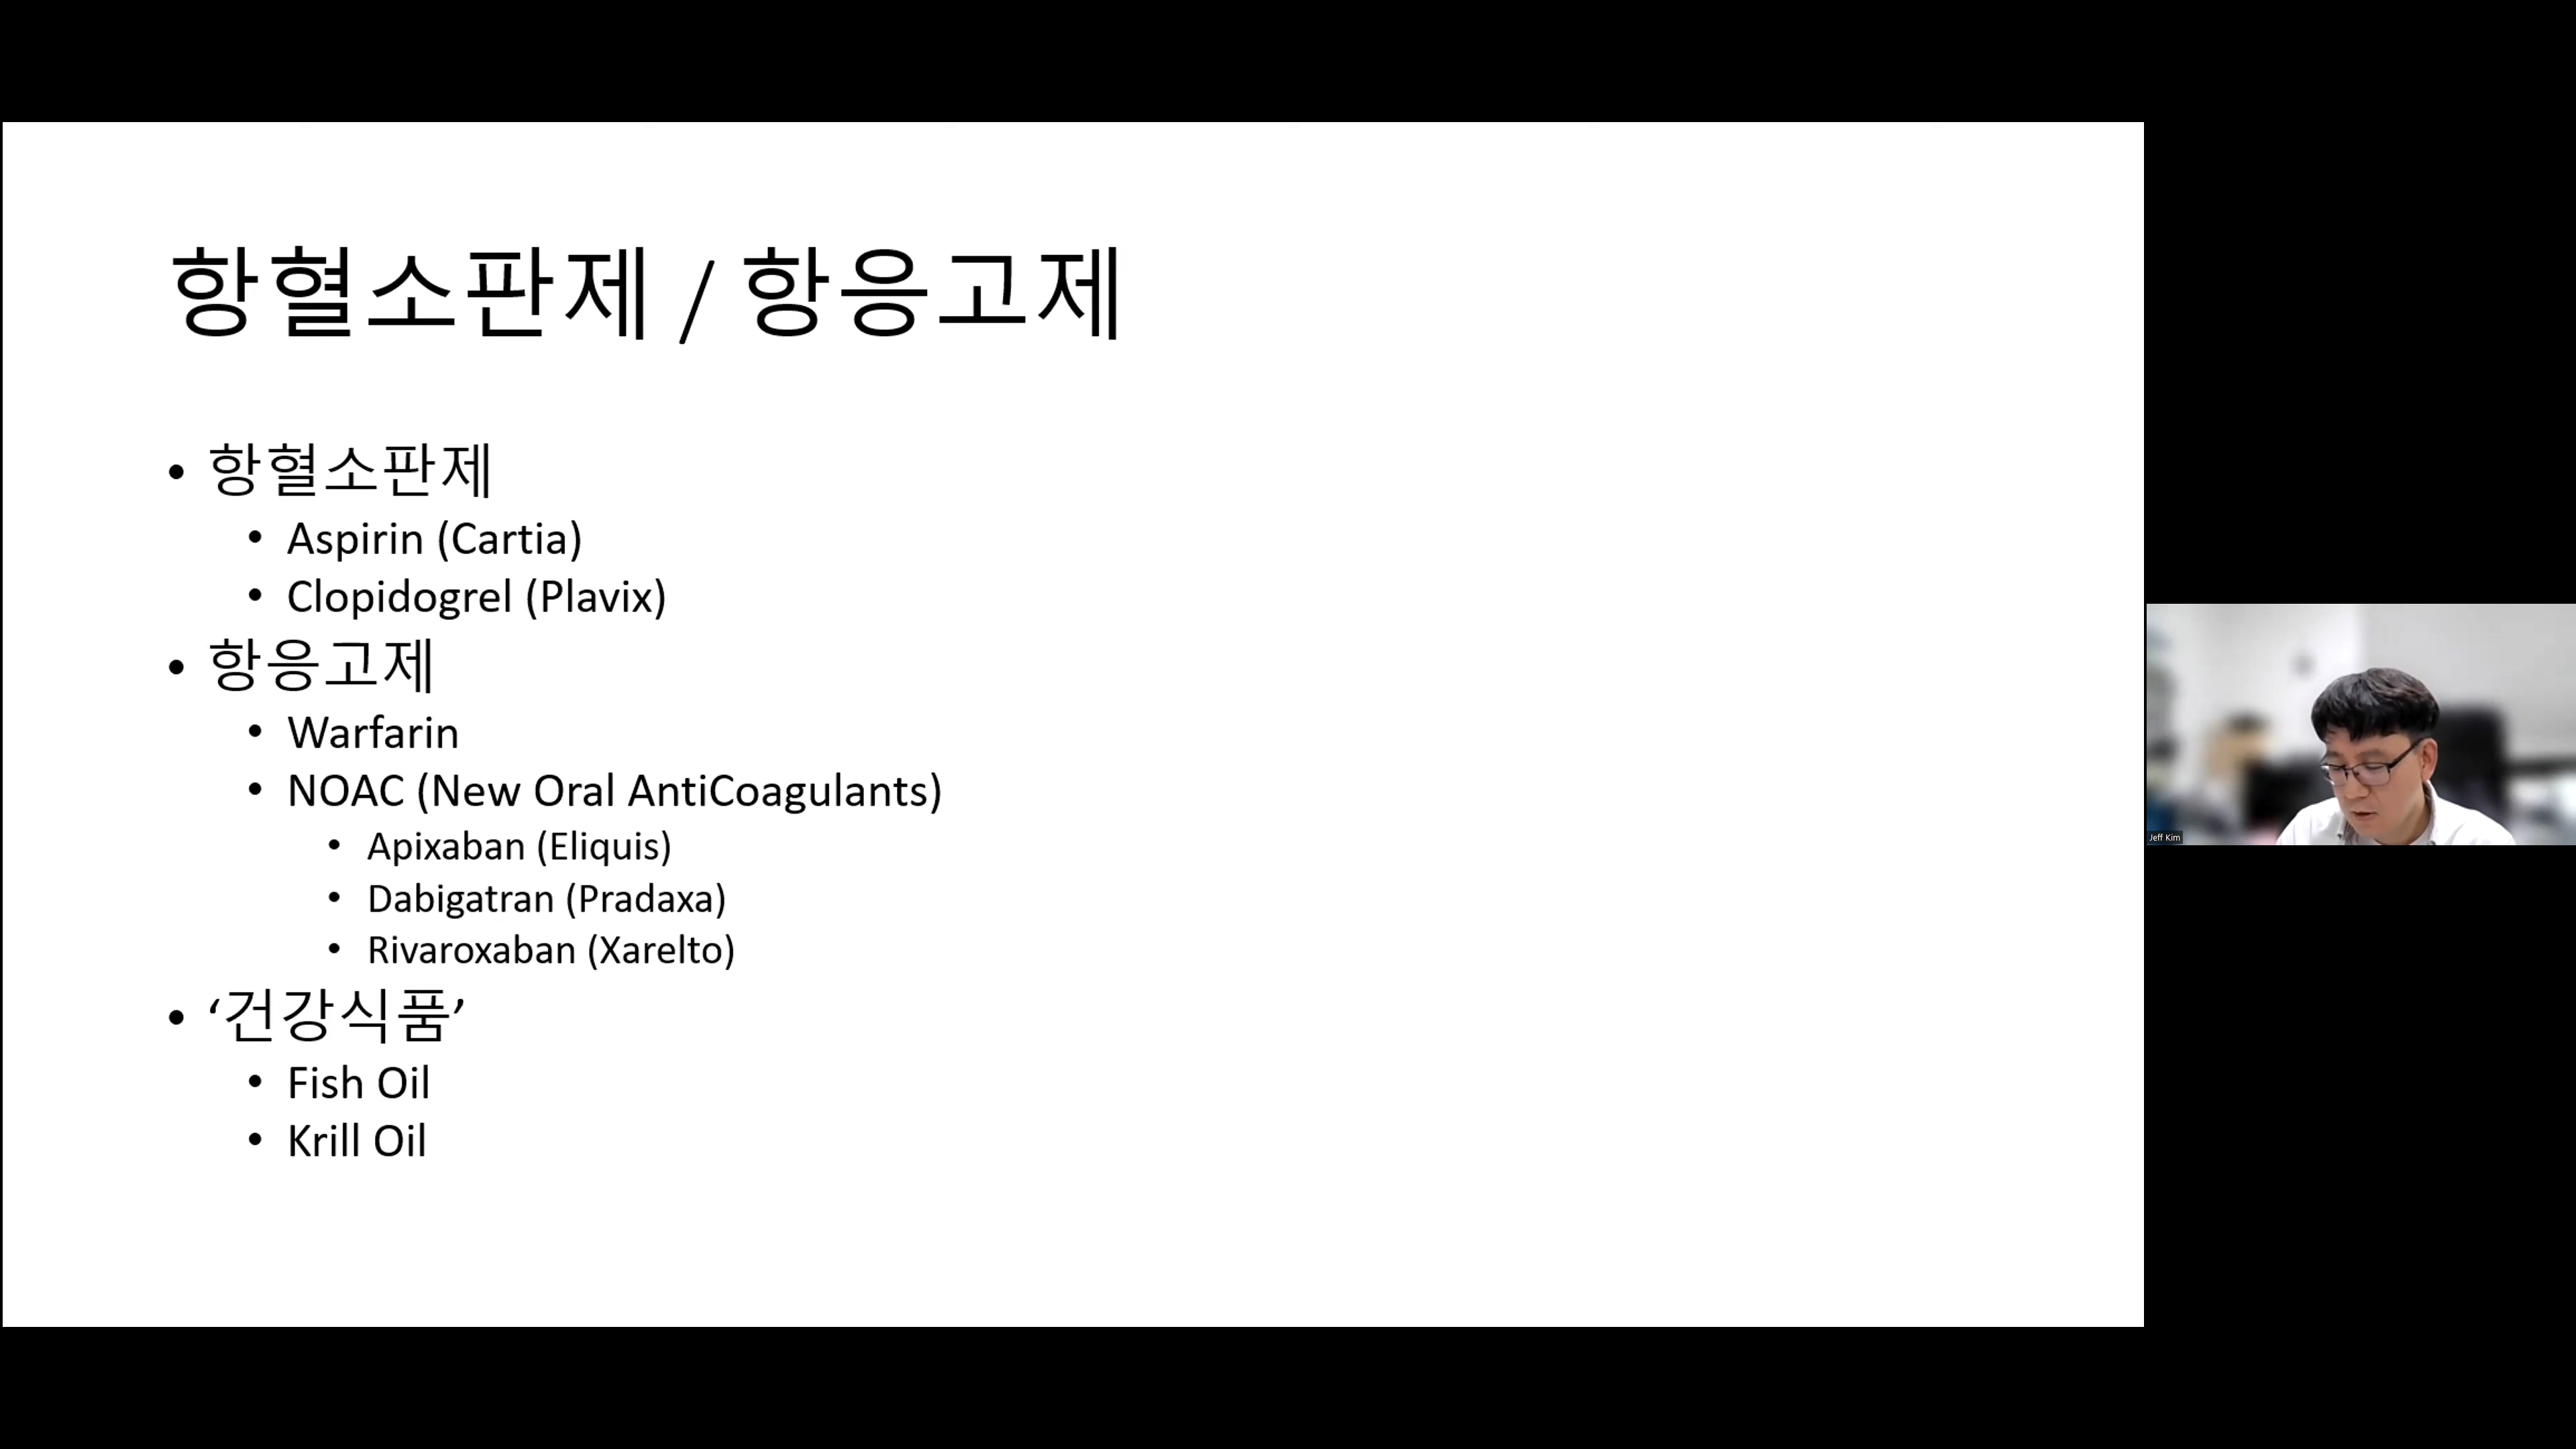 항혈소판제 / 항응고제
• 항혈소판제
• Aspirin (Cartia)
• Clopidogrel (Plavix)
• 항응고제
• Warfarin
• NOAC (New Oral AntiCoagulants)
• Apixaban (Eliquis)
• Dabigatran (Pradaxa)
• Rivaroxaban (Xarelto)
• ‘건강식품’
• Fish Oil
• Krill Oil
Jeff Kim